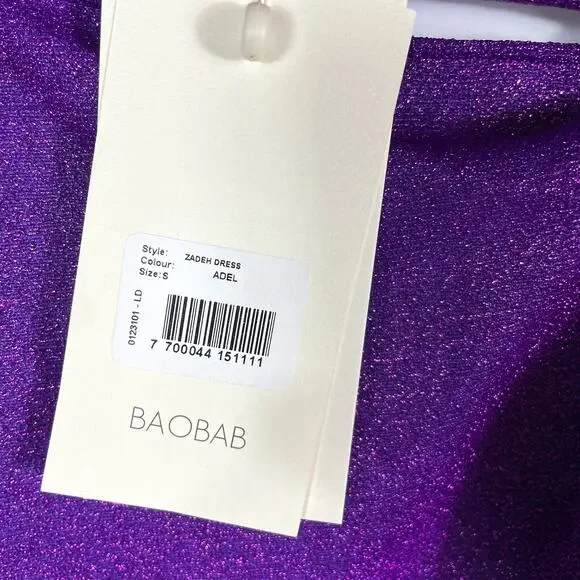 Style: ZADEH DRESS
Colour: ADEL
Size:S
0123101 - LD
7 700044 151111
BAOBAB